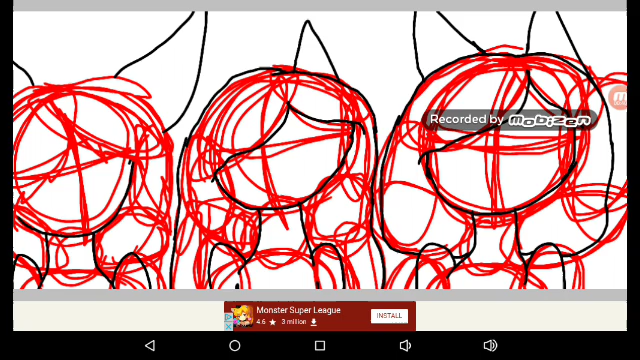 Recorded by mobizen
Monster Super League
4.6 ★ 3 million
INSTALL